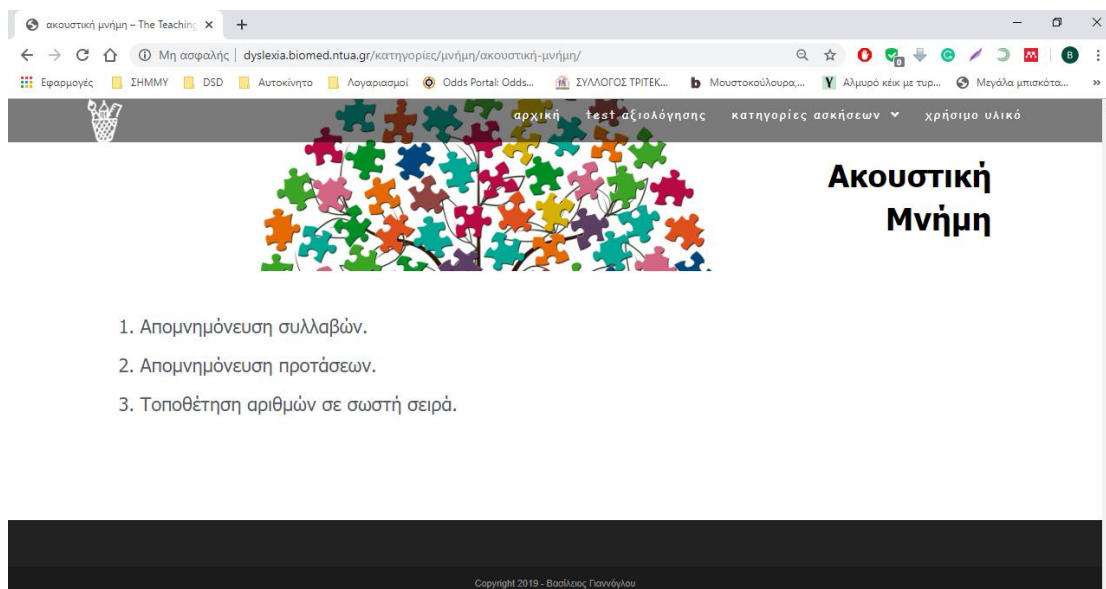 ακουστική μνήμη – The Teaching
Μη ασφαλής | dyslexia.biomed.ntua.gr/κατηγορίες/μνήμη/ακουστική-μνήμη/
Εφαρμογές ΣΗΜΜΥ DSD Αυτοκίνητο Λογαριασμοί Odds Portal: Odds... ΣΥΛΛΟΓΟΣ ΤΡΙΤΕΚ... Μουστοκούλουρα,... Αλμυρό κέικ με τυρ... Μεγάλα μπισκότα... »
αρχική test αξιολόγησης κατηγορίες ασκήσεων χρήσιμο υλικό
Ακουστική
Μνήμη
1. Απομνημόνευση συλλαβών.
2. Απομνημόνευση προτάσεων.
3. Τοποθέτηση αριθμών σε σωστή σειρά.
Copyright 2019 - Βασίλειος Γιαννόγλου